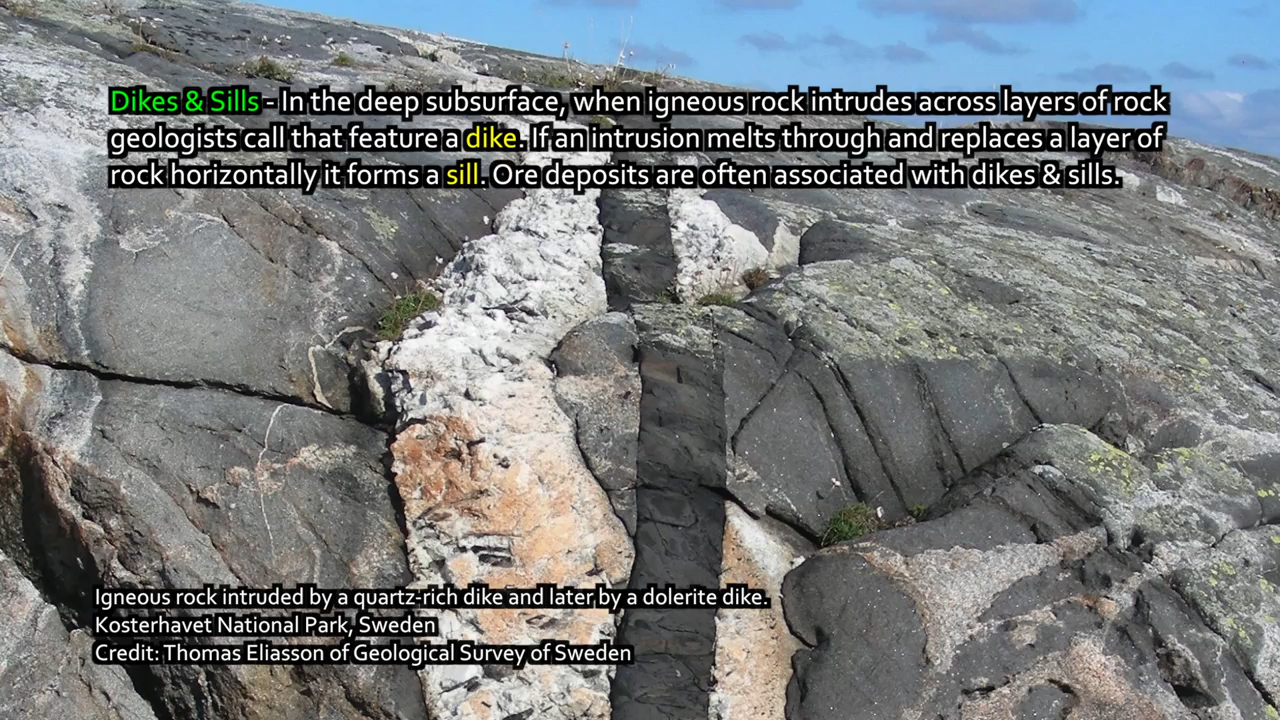 Dikes & Sills - In the deep subsurface, when igneous rock intrudes across layers of rock
geologists call that feature a dike. If an intrusion melts through and replaces a layer of
rock horizontally it forms a sill. Ore deposits are often associated with dikes & sills.
Igneous rock intruded by a quartz-rich dike and later by a dolerite dike.
Kosterhavet National Park, Sweden
Credit: Thomas Eliasson of Geological Survey of Sweden